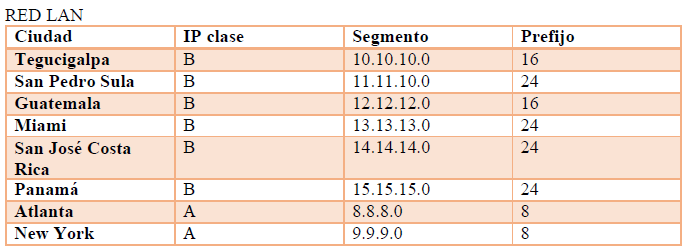 RED LAN
Ciudad IP clase Segmento Prefijo
Tegucigalpa B 10.10.10.0 16
San Pedro Sula B 11.11.10.0 24
Guatemala B 12.12.12.0 16
Miami B 13.13.13.0 24
San José Costa B 14.14.14.0 24
Rica
Panamá B 15.15.15.0 24
Atlanta A 8.8.8.0 8
New York A 9.9.9.0 8